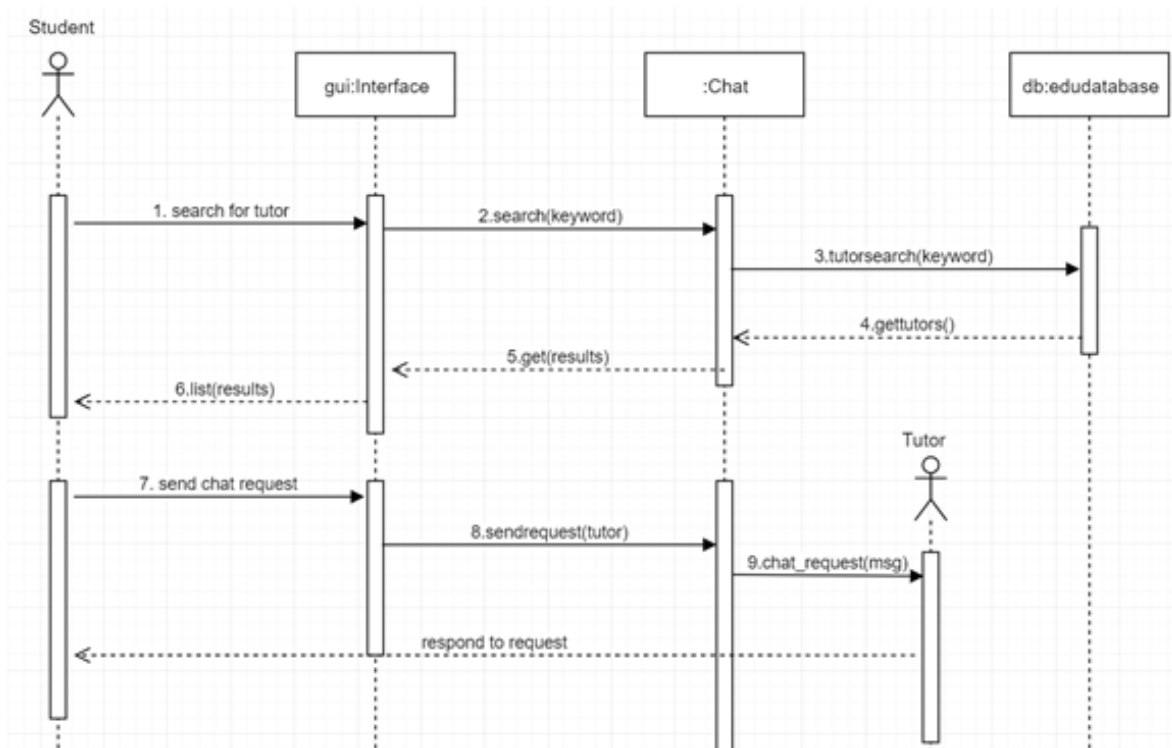 Student
gui:Interface
:Chat
db:edudatabase
1. search for tutor
2.search(keyword)
3.tutorsearch(keyword)
4.gettutors()
5.get(results)
6.list(results)
Tutor
7. send chat request
8.sendrequest(tutor)
9.chat_request(msg)
respond to request